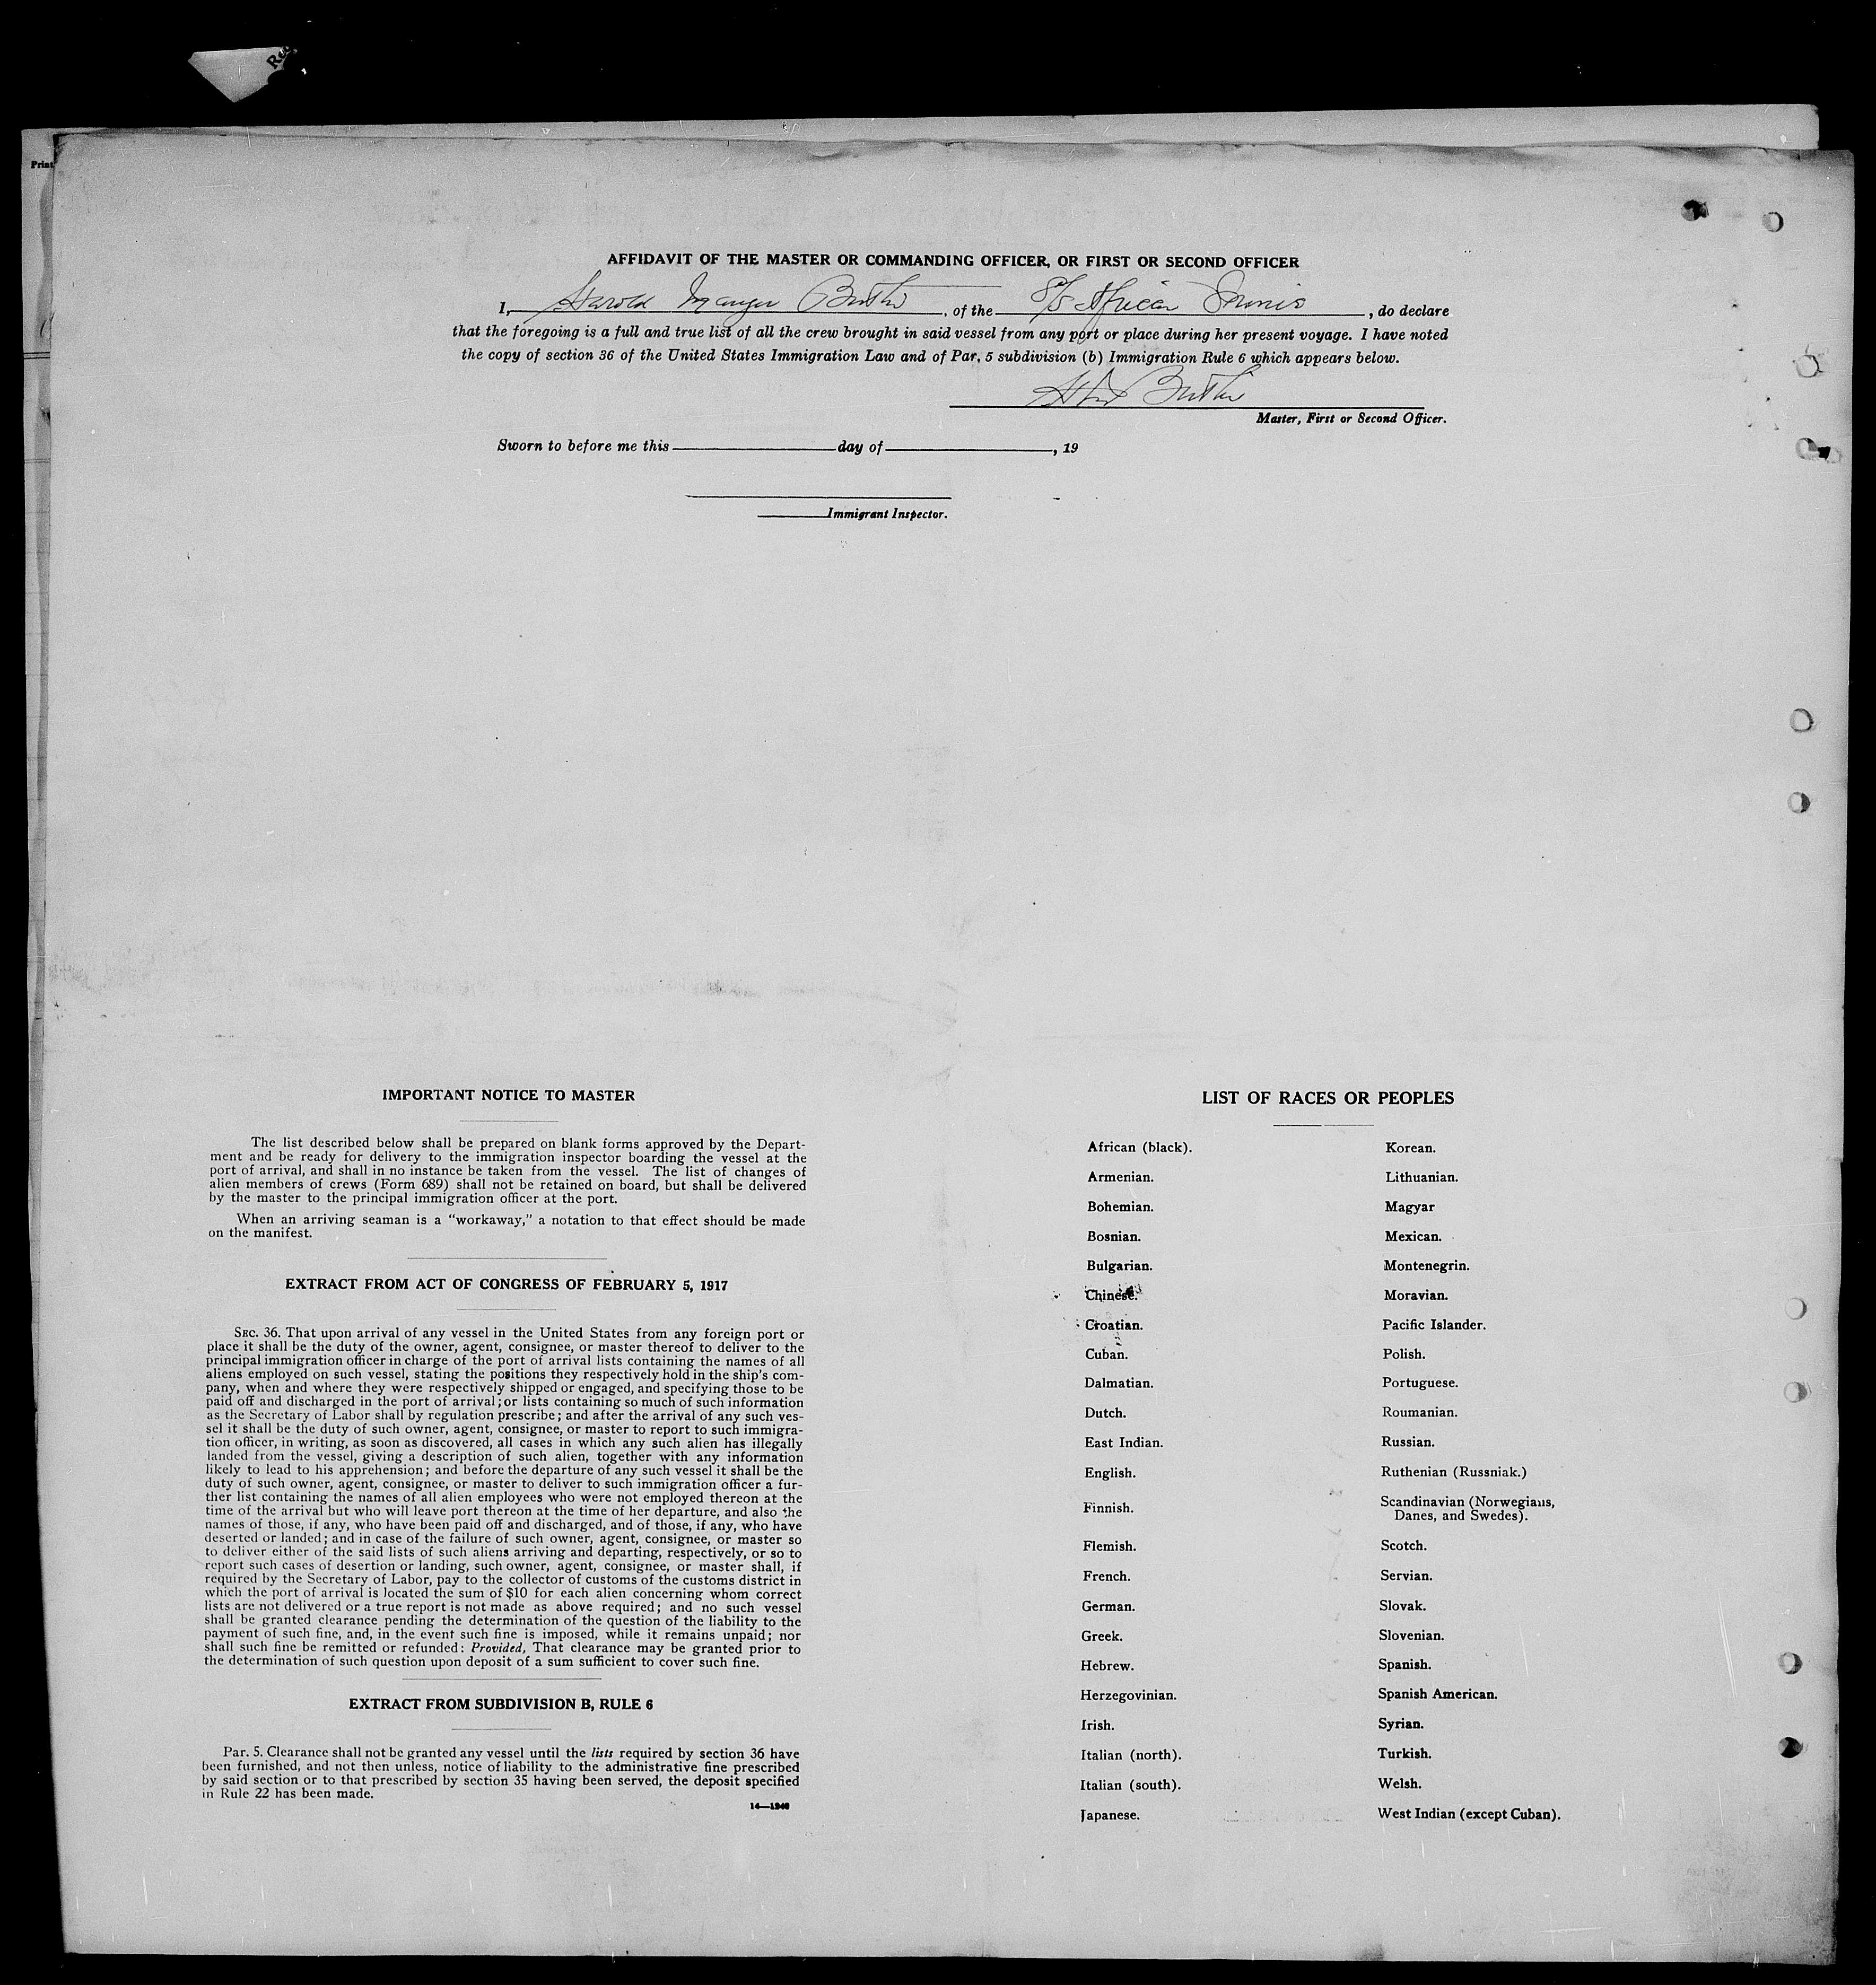 Print
AFFIDAVIT OF THE MASTER OR COMMANDING OFFICER, OR FIRST OR SECOND OFFICER
I, Harold , of the S/S African , do declare
that the foregoing is a full and true list of all the crew brought in said vessel from any port or place during her present voyage. I have noted
the copy of section 36 of the United States Immigration Law and of Par, 5 subdivision (b) Immigration Rule 6 which appears below.
Master, First or Second Officer.
Sworn to before me this day of , 19
Immigrant Inspector.
IMPORTANT NOTICE TO MASTER
The list described below shall be prepared on blank forms approved by the Depart-
ment and be ready for delivery to the immigration inspector boarding the vessel at the
port of arrival, and shall in no instance be taken from the vessel. The list of changes of
alien members of crews (Form 689) shall not be retained on board, but shall be delivered
by the master to the principal immigration officer at the port.
When an arriving seaman is a “workaway,” a notation to that effect should be made
on the manifest.
EXTRACT FROM ACT OF CONGRESS OF FEBRUARY 5, 1917
SEC. 36. That upon arrival of any vessel in the United States from any foreign port or
place it shall be the duty of the owner, agent, consignee, or master thereof to deliver to the
principal immigration officer in charge of the port of arrival lists containing the names of all
aliens employed on such vessel, stating the positions they respectively hold in the ship's com-
pany, when and where they were respectively shipped or engaged, and specifying those to be
paid off and discharged in the port of arrival; or lists containing so much of such information
as the Secretary of Labor shall by regulation prescribe; and after the arrival of any such ves-
sel it shall be the duty of such owner, agent, consignee, or master to report to such immigra-
tion officer, in writing, as soon as discovered, all cases in which any such alien has illegally
landed from the vessel, giving a description of such alien, together with any information
likely to lead to his apprehension; and before the departure of any such vessel it shall be the
duty of such owner, agent, consignee, or master to deliver to such immigration officer a fur-
ther list containing the names of all alien employees who were not employed thereon at the
time of the arrival but who will leave port thereon at the time of her departure, and also the
names of those, if any, who have been paid off and discharged, and of those, if any, who have
deserted or landed; and in case of the failure of such owner, agent, consignee, or master so
to deliver either of the said lists of such aliens arriving and departing, respectively, or so to
report such cases of desertion or landing, such owner, agent, consignee, or master shall, if
required by the Secretary of Labor, pay to the collector of customs of the customs district in
which the port of arrival is located the sum of $10 for each alien concerning whom correct
lists are not delivered or a true report is not made as above required; and no such vessel
shall be granted clearance pending the determination of the question of the liability to the
payment of such fine, and, in the event such fine is imposed, while it remains unpaid; nor
shall such fine be remitted or refunded: Provided, That clearance may be granted prior to
the determination of such question upon deposit of a sum sufficient to cover such fine.
EXTRACT FROM SUBDIVISION B, RULE 6
Par. 5. Clearance shall not be granted any vessel until the lists required by section 36 have
been furnished, and not then unless, notice of liability to the administrative fine prescribed
by said section or to that prescribed by section 35 having been served, the deposit specified
in Rule 22 has been made.
LIST OF RACES OR PEOPLES
African (black).
Armenian.
Bohemian.
Bosnian.
Bulgarian.
Chinese.
Croatian.
Cuban.
Dalmatian.
Dutch.
East Indian.
English.
Finnish.
Flemish.
French.
German.
Greek.
Hebrew.
Herzegovinian.
Irish.
Italian (north).
Italian (south).
Japanese.
Korean.
Lithuanian.
Magyar
Mexican.
Montenegrin.
Moravian.
Pacific Islander.
Polish.
Portuguese.
Roumanian.
Russian.
Ruthenian (Russniak.)
Scandinavian (Norwegians,
Danes, and Swedes).
Scotch.
Servian.
Slovak.
Slovenian.
Spanish.
Spanish American.
Syrian.
Turkish.
Welsh.
West Indian (except Cuban).